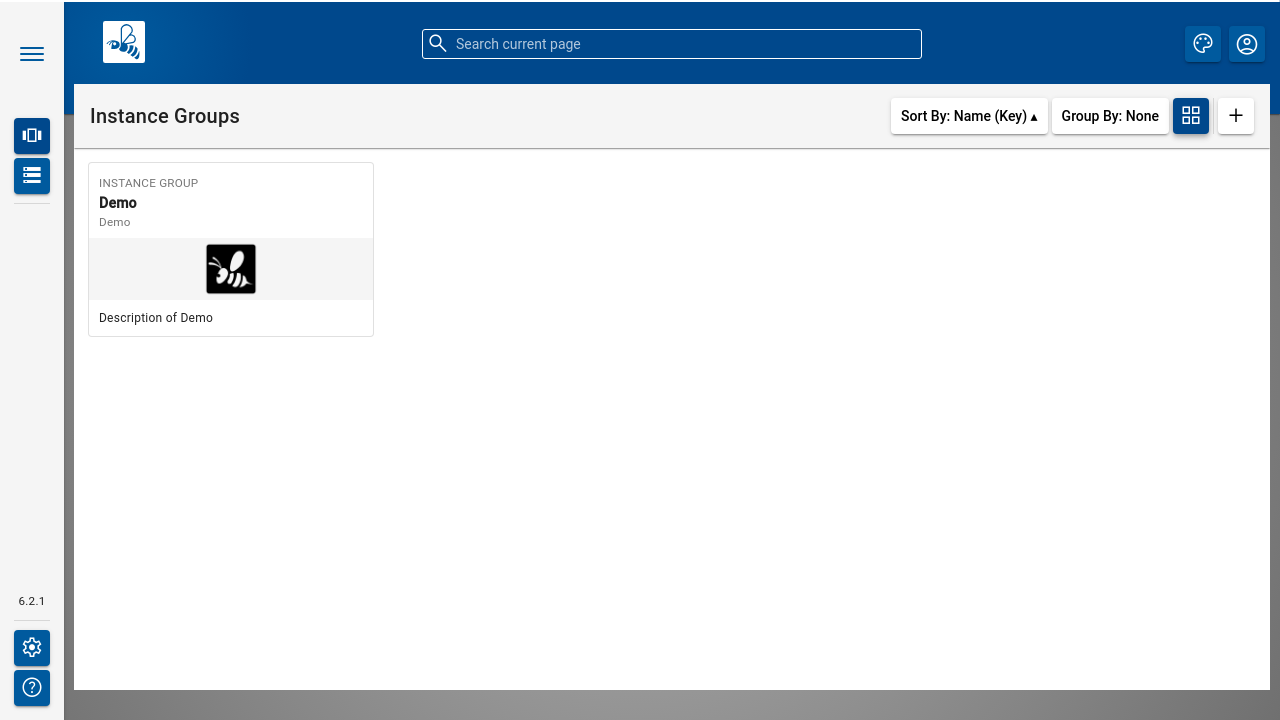 Search current page
Instance Groups
Sort By: Name (Key) ▴
Group By: None
INSTANCE GROUP
Demo
Demo
Description of Demo
6.2.1